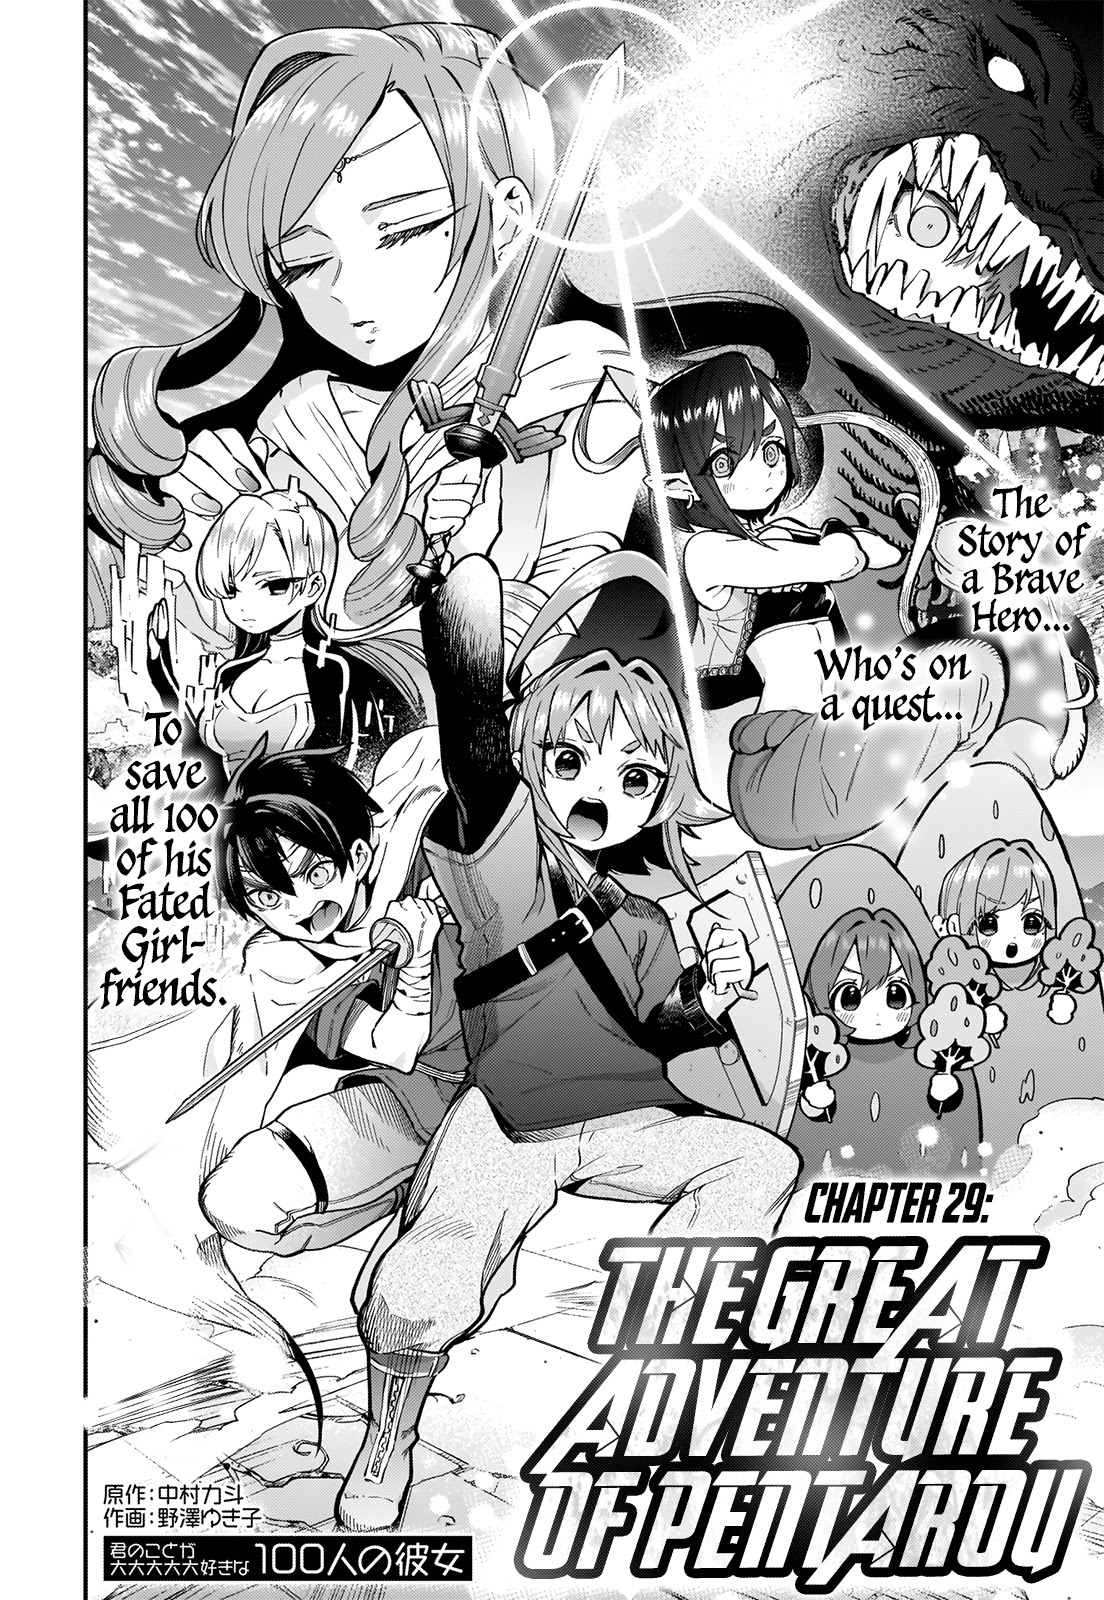 The
Story of
a Brave
Hero...
Who's on
a quest...
To
save
all 100
of his
Fated
Girl-
friends.
CHAPTER 29:
THE GREAT
ADVENTURE
OF PENTAROU
原作：中村力斗
作画：野澤ゆき子
君のことが
大大大大大好きな100人の彼女